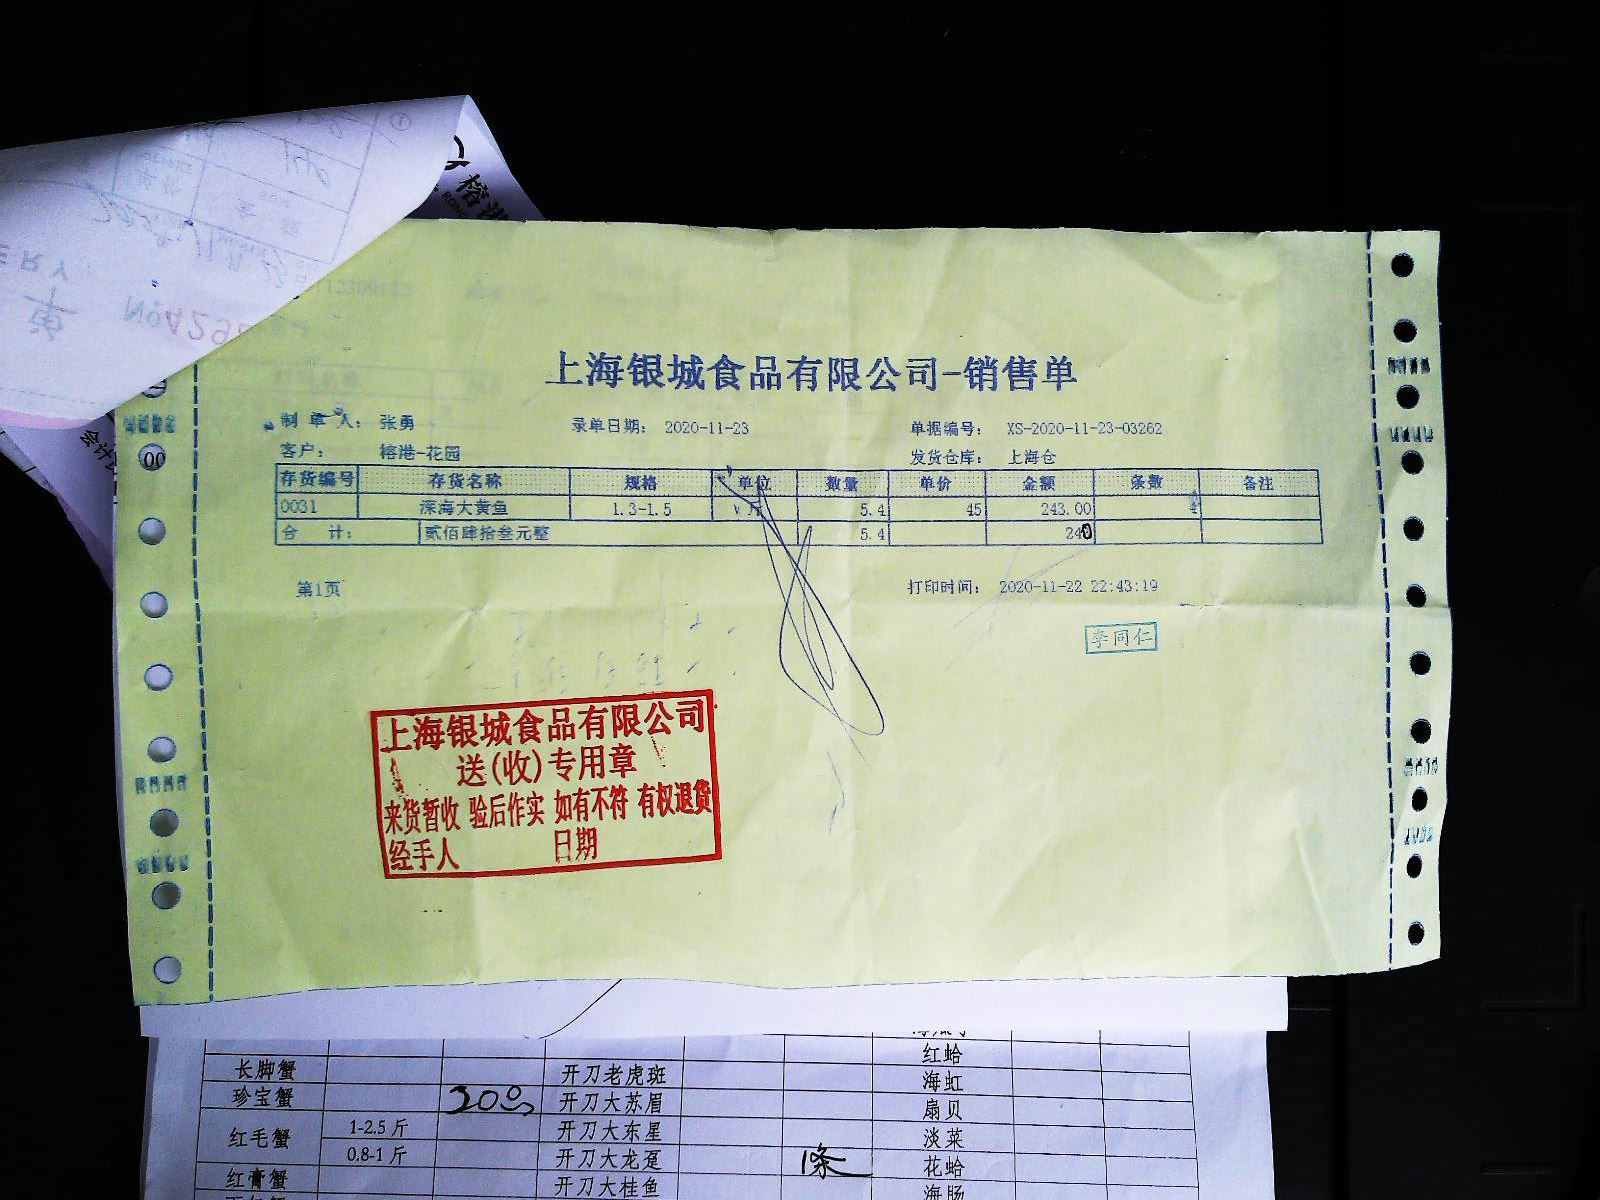 榕港
上海银城食品有限公司-销售单
制 单 人: 张勇 录单日期: 2020-11-23 单据编号: XS-2020-11-23-03262
客户: 榕港-花园 发货仓库: 上海仓
存货编号 存货名称 规格 单位 数量 单价 金额 条数 备注
0031 深海大黄鱼 1.3-1.5 斤 5.4 45 243.00 4
合 计: 贰佰肆拾叁元整 5.4 240
第1页 打印时间: 2020-11-22 22:43:19
李同仁
上海银城食品有限公司
送(收)专用章
来货暂收 验后作实 如有不符 有权退货
经手人 日期
红蛤
长脚蟹 开刀老虎斑 海虹
珍宝蟹 开刀大苏眉 扇贝
红毛蟹 1-2.5 斤 开刀大东星 淡菜
0.8-1 斤 开刀大龙趸 1条 花蛤
红膏蟹 开刀大桂鱼 海肠